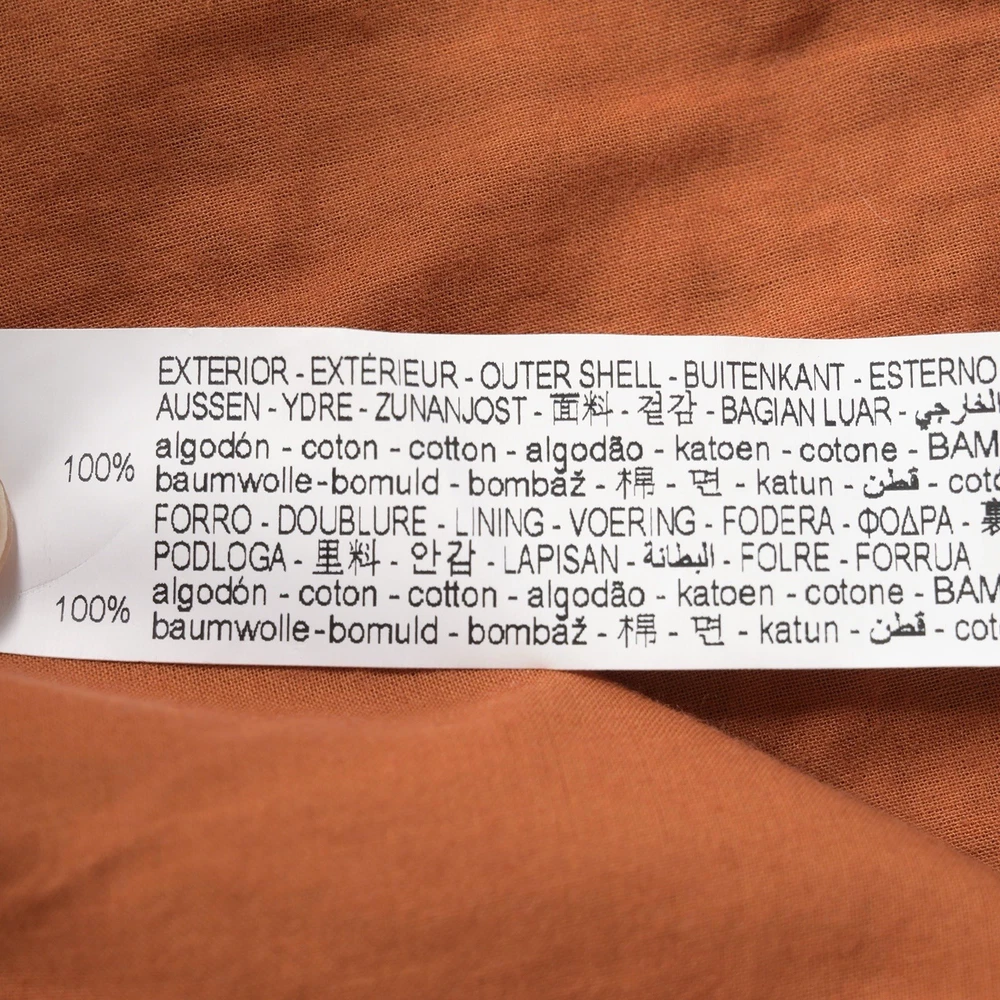 EXTERIOR - EXTÉRIEUR - OUTER SHELL - BUITENKANT - ESTERNO
AUSSEN - YDRE - ZUNANJOST - 面料 - 겉감 - BAGIAN LUAR - الخارجي
algodón - coton - cotton - algodão - katoen - cotone - BAM
100%
baumwolle-bomuld - bombaž - 棉 - 면 - katun - قطن -
FORRO - DOUBLURE - LINING - VOERING - FODERA - ΦΟΔΡΑ - 裏
PODLOGA - 里料 - 안감 - LAPISAN - البطانة - FOLRE - FORRUA
algodón - coton - cotton - algodão - katoen - cotone - BAM
100%
baumwolle-bomuld - bombaž - 棉 - 면 - katun - قطن - cot